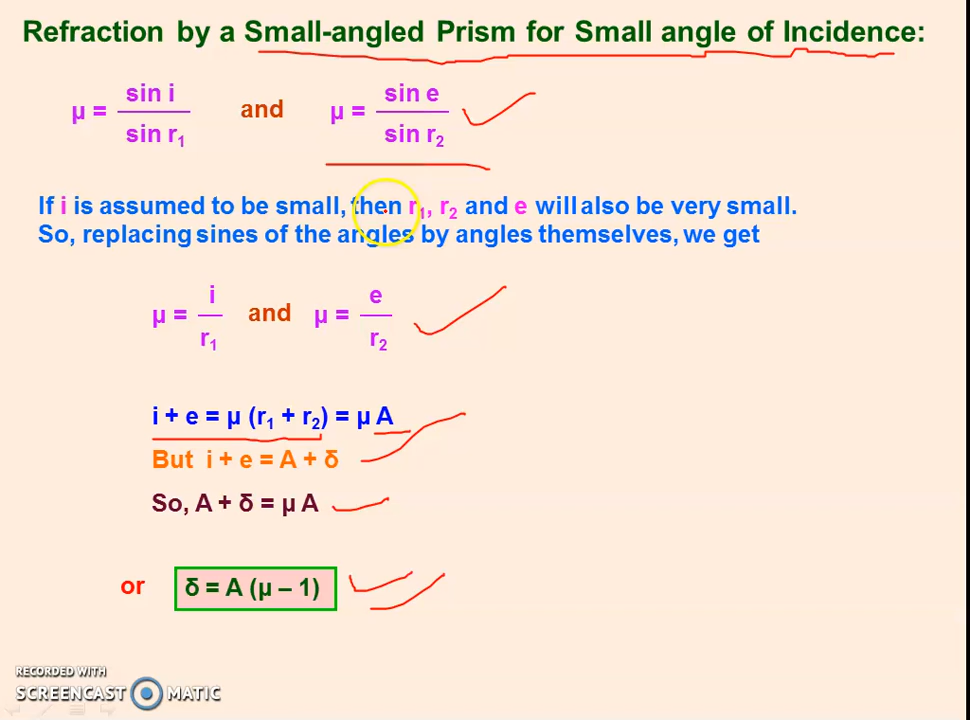 Refraction by a Small-angled Prism for Small angle of Incidence:
μ = sin i / sin r₁ and μ = sin e / sin r₂
If i is assumed to be small, then r₁, r₂ and e will also be very small.
So, replacing sines of the angles by angles themselves, we get
μ = i / r₁ and μ = e / r₂
i + e = μ (r₁ + r₂) = μ A
But i + e = A + δ
So, A + δ = μ A
or δ = A (μ – 1)
RECORDED WITH
SCREENCAST MATIC